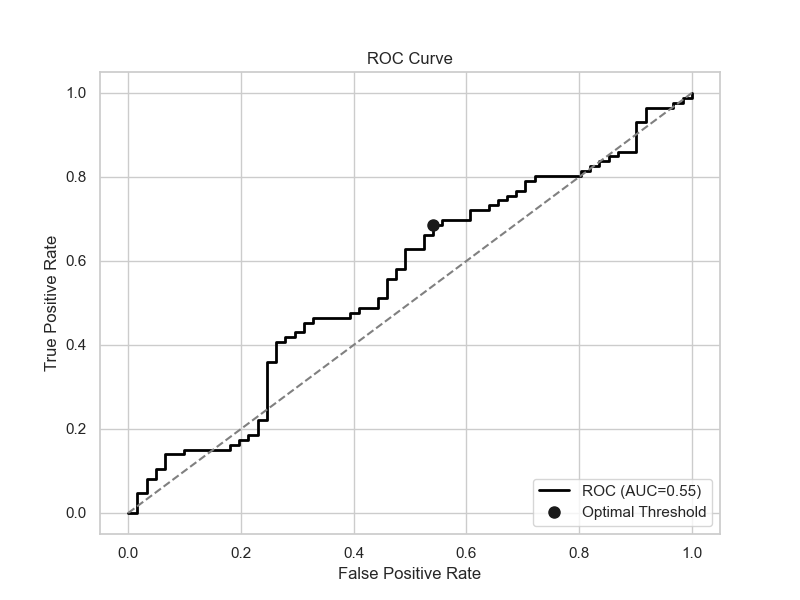 ROC Curve
1.0
0.8
0.6
0.4
0.2
0.0
True Positive Rate
0.0 0.2 0.4 0.6 0.8 1.0
False Positive Rate
ROC (AUC=0.55)
Optimal Threshold